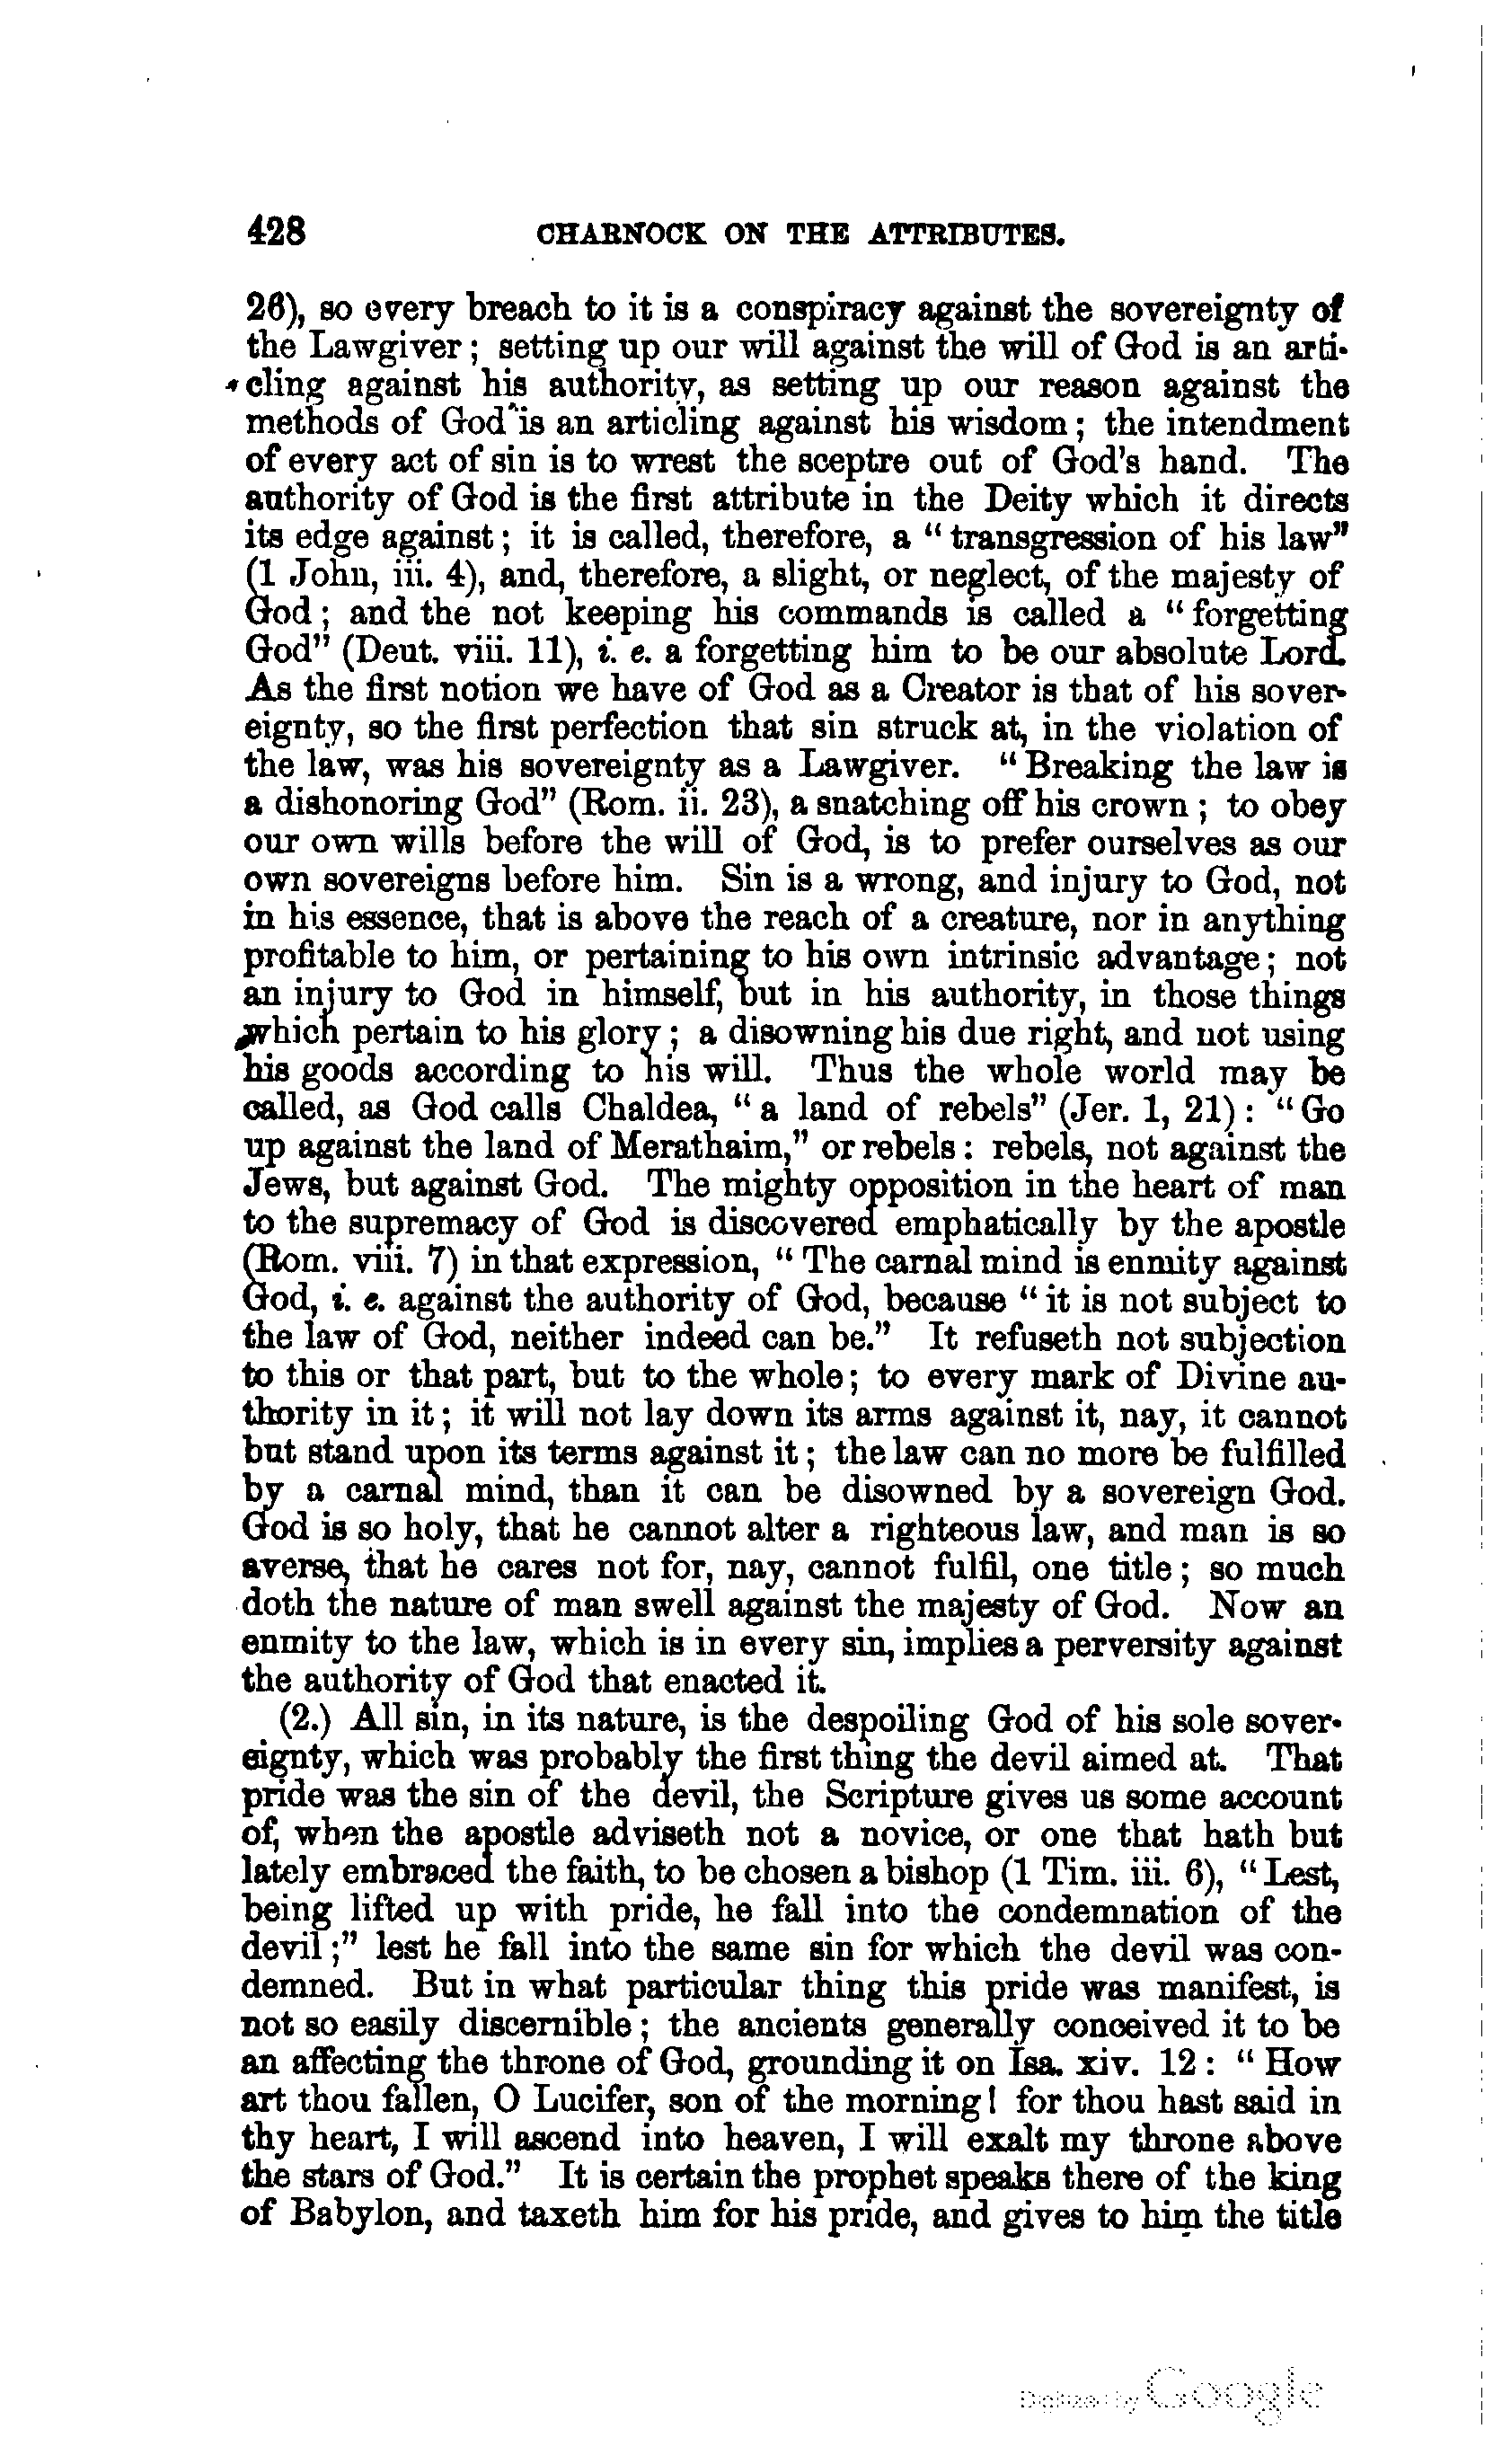 428 CHARNOCK ON THE ATTRIBUTES.
26), so every breach to it is a conspiracy against the sovereignty of
the Lawgiver; setting up our will against the will of God is an arti-
cling against his authority, as setting up our reason against the
methods of God is an articling against his wisdom; the intendment
of every act of sin is to wrest the sceptre out of God's hand. The
authority of God is the first attribute in the Deity which it directs
its edge against; it is called, therefore, a "transgression of his law"
(1 John, iii. 4), and, therefore, a slight, or neglect, of the majesty of
God; and the not keeping his commands is called a "forgetting
God" (Deut. viii. 11), i. e. a forgetting him to be our absolute Lord.
As the first notion we have of God as a Creator is that of his sover-
eignty, so the first perfection that sin struck at, in the violation of
the law, was his sovereignty as a Lawgiver. "Breaking the law is
a dishonoring God" (Rom. ii. 23), a snatching off his crown; to obey
our own wills before the will of God, is to prefer ourselves as our
own sovereigns before him. Sin is a wrong, and injury to God, not
in his essence, that is above the reach of a creature, nor in anything
profitable to him, or pertaining to his own intrinsic advantage; not
an injury to God in himself, but in his authority, in those things
which pertain to his glory; a disowning his due right, and not using
his goods according to his will. Thus the whole world may be
called, as God calls Chaldea, "a land of rebels" (Jer. 1, 21): "Go
up against the land of Merathaim," or rebels: rebels, not against the
Jews, but against God. The mighty opposition in the heart of man
to the supremacy of God is discovered emphatically by the apostle
(Rom. viii. 7) in that expression, "The carnal mind is enmity against
God, i. e. against the authority of God, because "it is not subject to
the law of God, neither indeed can be." It refuseth not subjection
to this or that part, but to the whole; to every mark of Divine au-
thority in it; it will not lay down its arms against it, nay, it cannot
but stand upon its terms against it; the law can no more be fulfilled
by a carnal mind, than it can be disowned by a sovereign God.
God is so holy, that he cannot alter a righteous law, and man is so
averse, that he cares not for, nay, cannot fulfil, one title; so much
doth the nature of man swell against the majesty of God. Now an
enmity to the law, which is in every sin, implies a perversity against
the authority of God that enacted it.
(2.) All sin, in its nature, is the despoiling God of his sole sover-
eignty, which was probably the first thing the devil aimed at. That
pride was the sin of the devil, the Scripture gives us some account
of, when the apostle adviseth not a novice, or one that hath but
lately embraced the faith, to be chosen a bishop (1 Tim. iii. 6), "Lest,
being lifted up with pride, he fall into the condemnation of the
devil;" lest he fall into the same sin for which the devil was con-
demned. But in what particular thing this pride was manifest, is
not so easily discernible; the ancients generally conceived it to be
an affecting the throne of God, grounding it on Isa. xiv. 12: "How
art thou fallen, O Lucifer, son of the morning! for thou hast said in
thy heart, I will ascend into heaven, I will exalt my throne above
the stars of God." It is certain the prophet speaks there of the king
of Babylon, and taxeth him for his pride, and gives to him the title
Digitized by Google